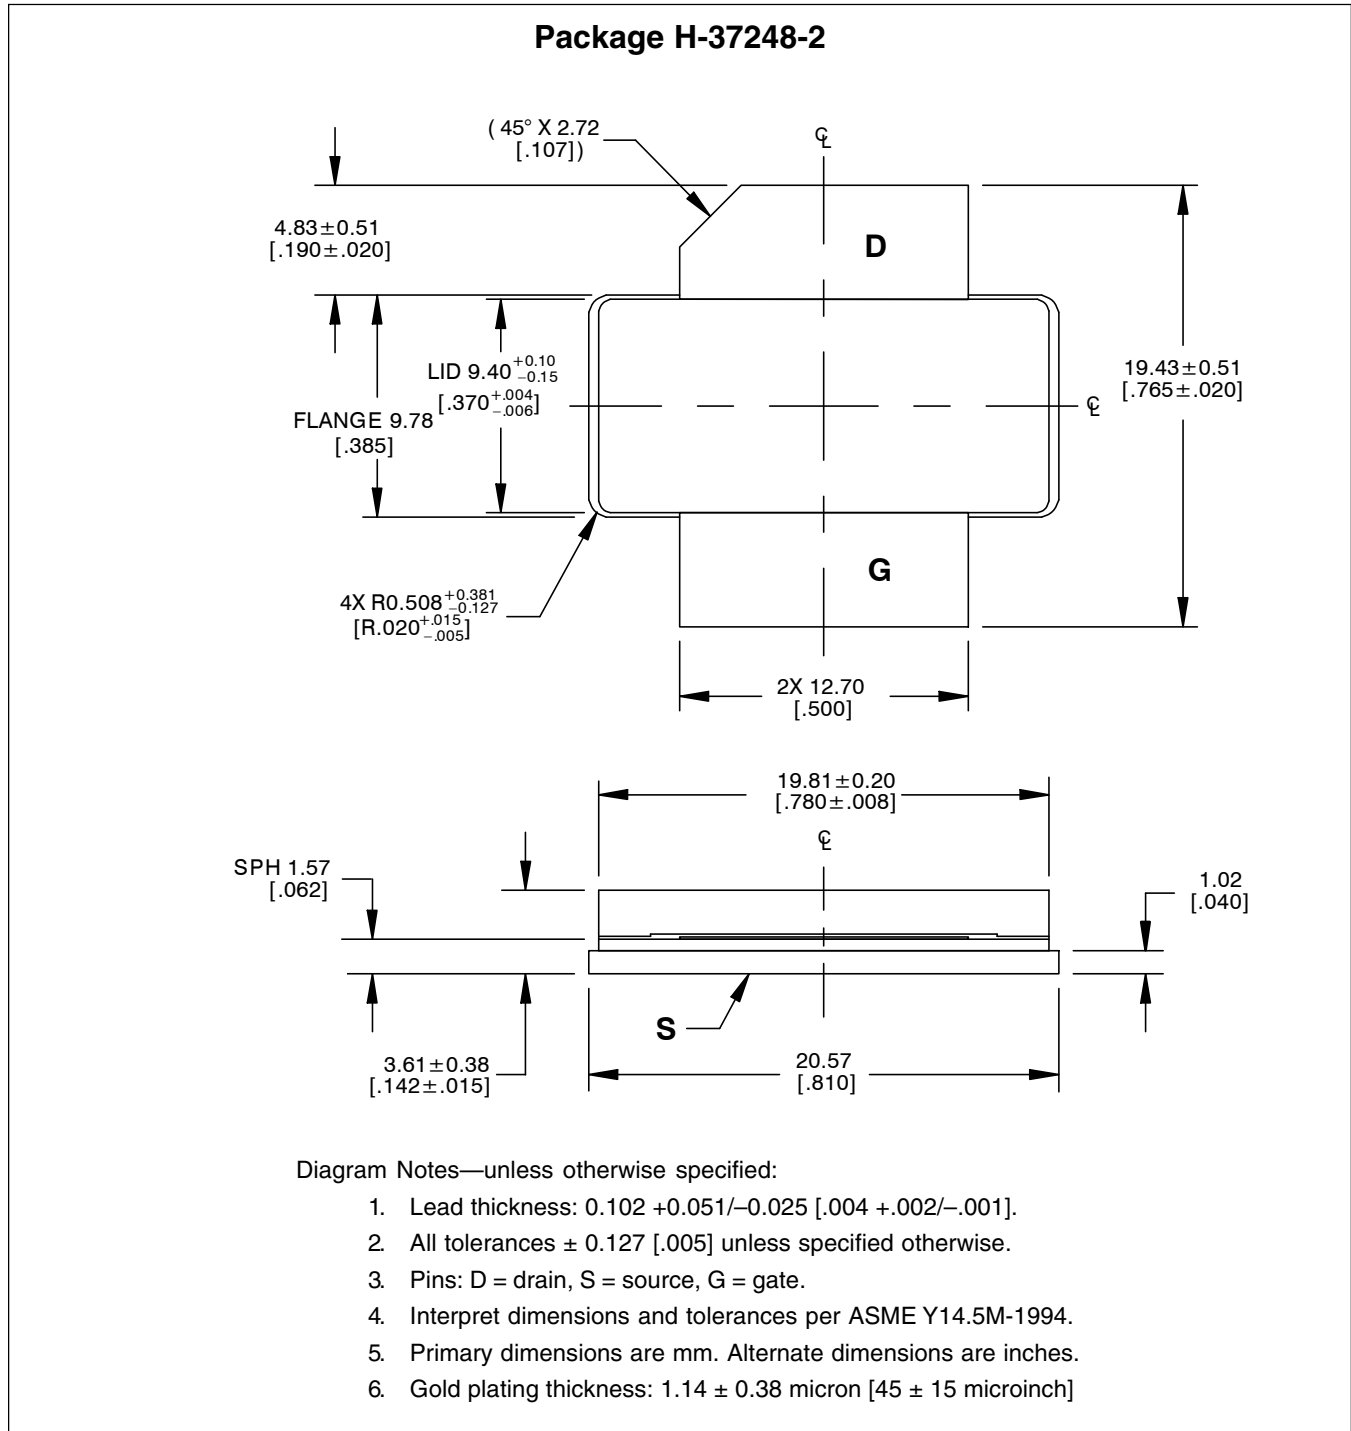 Package H-37248-2
( 45° X 2.72
[.107])
℄
4.83±0.51
[.190±.020]
D
LID 9.40 +0.10 −0.15
[.370 +.004 −.006]
19.43±0.51
[.765±.020]
℄
FLANGE 9.78
[.385]
G
4X R0.508 +0.381 −0.127
[R.020 +.015 −.005]
2X 12.70
[.500]
19.81±0.20
[.780±.008]
℄
SPH 1.57
[.062]
1.02
[.040]
S
3.61±0.38
[.142±.015]
20.57
[.810]
Diagram Notes—unless otherwise specified:
1. Lead thickness: 0.102 +0.051/–0.025 [.004 +.002/–.001].
2. All tolerances ± 0.127 [.005] unless specified otherwise.
3. Pins: D = drain, S = source, G = gate.
4. Interpret dimensions and tolerances per ASME Y14.5M-1994.
5. Primary dimensions are mm. Alternate dimensions are inches.
6. Gold plating thickness: 1.14 ± 0.38 micron [45 ± 15 microinch]